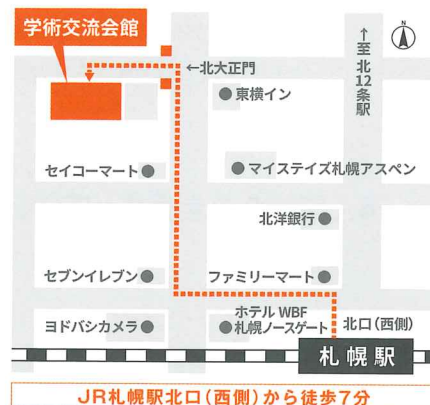 学術交流会館
N
↑至 北12条駅
←北大正門
東横イン
セイコーマート
マイステイズ札幌アスペン
北洋銀行
セブンイレブン
ファミリーマート
ヨドバシカメラ
ホテル WBF
札幌ノースゲート
北口(西側)
札幌駅
JR札幌駅北口(西側)から徒歩7分